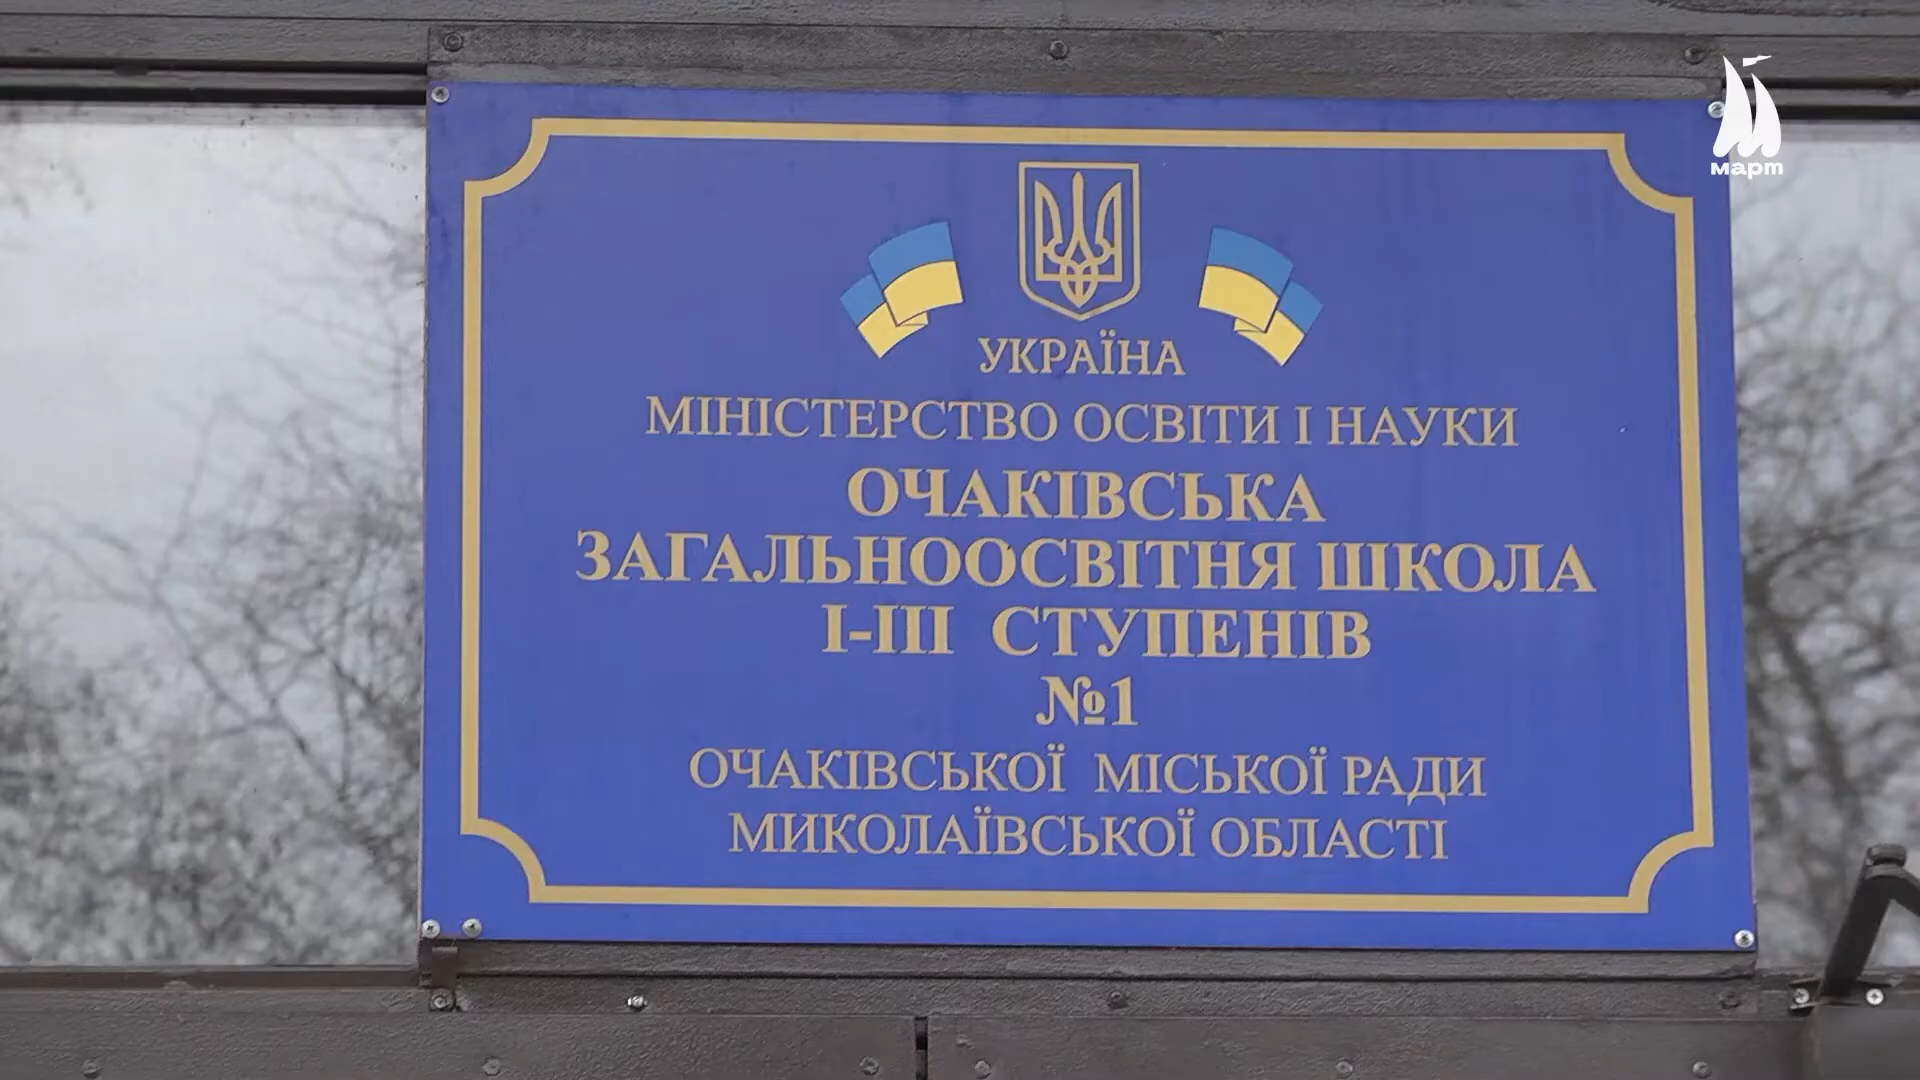 март
УКРАЇНА
МІНІСТЕРСТВО ОСВІТИ І НАУКИ
ОЧАКІВСЬКА
ЗАГАЛЬНООСВІТНЯ ШКОЛА
І-ІІІ СТУПЕНІВ
№1
ОЧАКІВСЬКОЇ МІСЬКОЇ РАДИ
МИКОЛАЇВСЬКОЇ ОБЛАСТІ